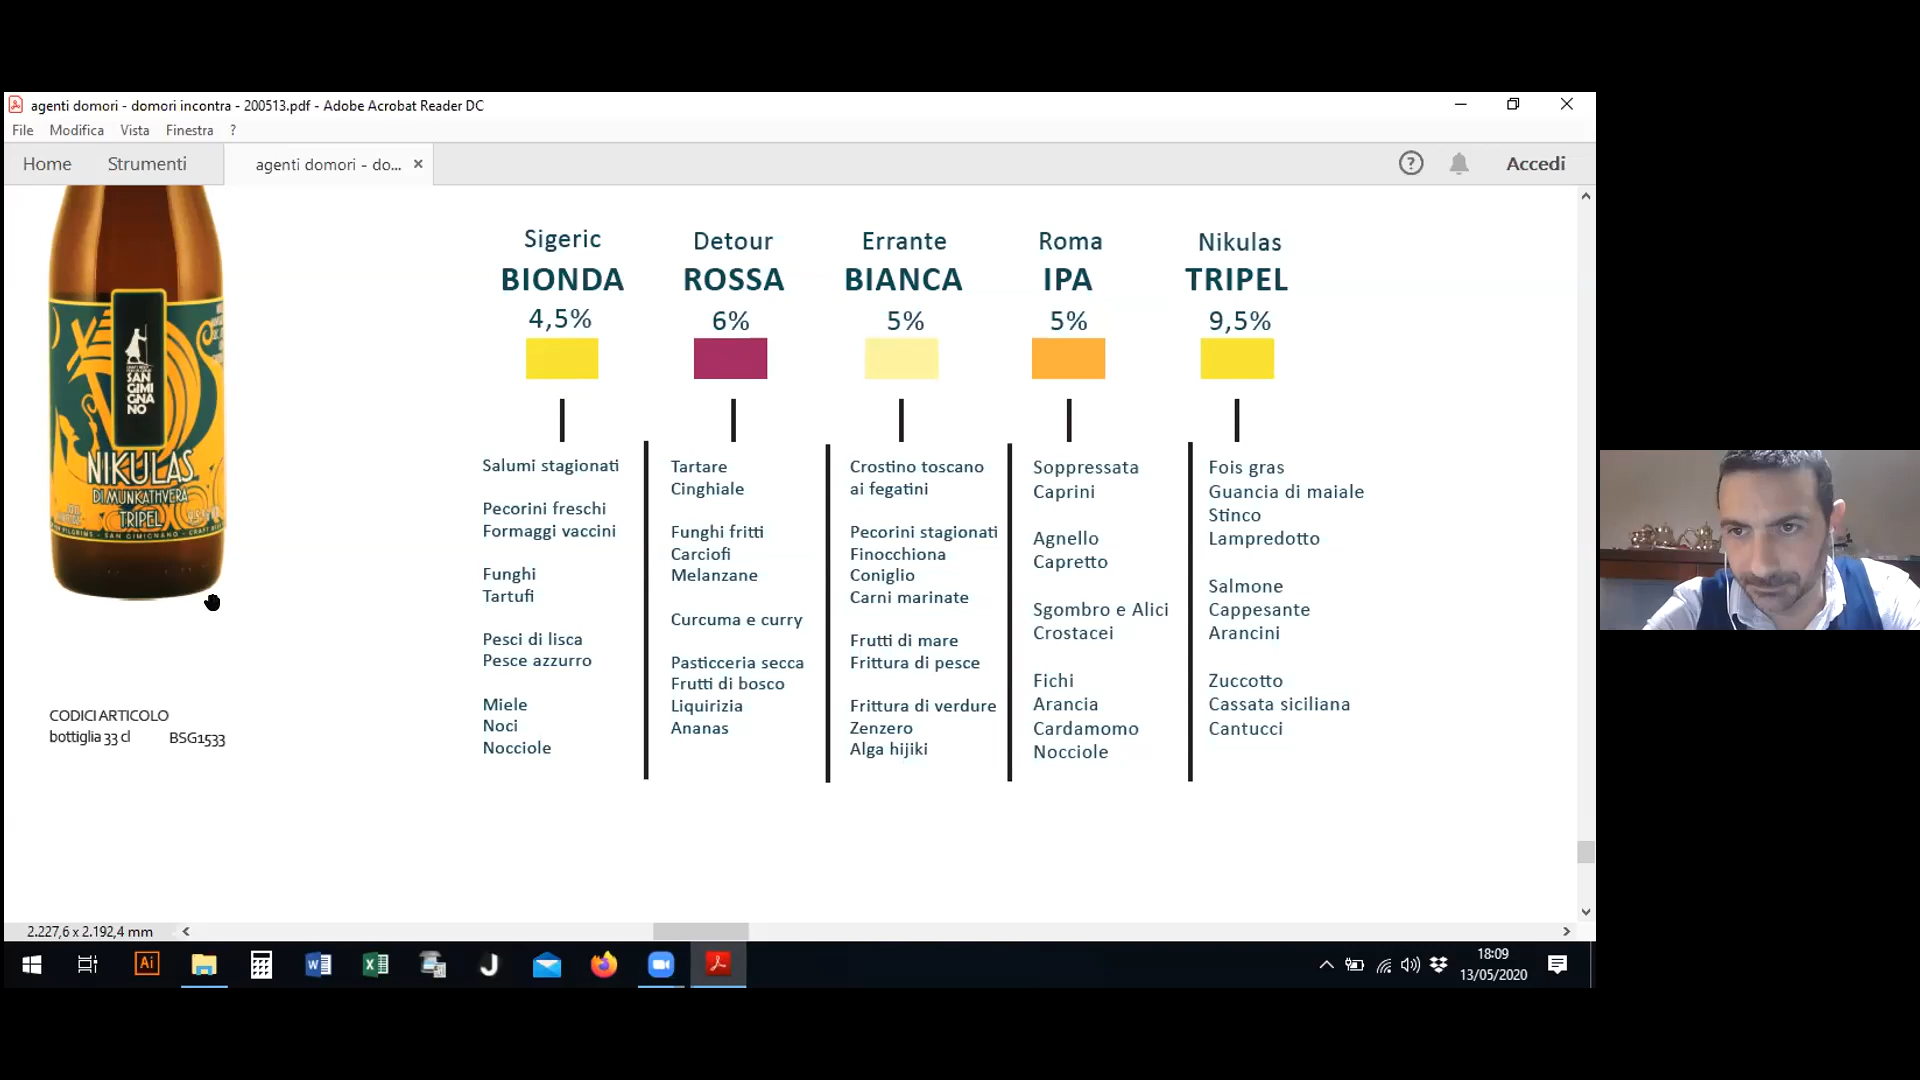 agenti domori - domori incontra - 200513.pdf - Adobe Acrobat Reader DC
File Modifica Vista Finestra ?
Home Strumenti agenti domori - do... Accedi
SAN
GIMI
GNA
NO
NIKULAS
DI MUNKATHVERA
TRIPEL
CODICI ARTICOLO
bottiglia 33 cl BSG1533
Sigeric
BIONDA
4,5%
Salumi stagionati
Pecorini freschi
Formaggi vaccini
Funghi
Tartufi
Pesci di lisca
Pesce azzurro
Miele
Noci
Nocciole
Detour
ROSSA
6%
Tartare
Cinghiale
Funghi fritti
Carciofi
Melanzane
Curcuma e curry
Pasticceria secca
Frutti di bosco
Liquirizia
Ananas
Errante
BIANCA
5%
Crostino toscano
ai fegatini
Pecorini stagionati
Finocchiona
Coniglio
Carni marinate
Frutti di mare
Frittura di pesce
Frittura di verdure
Zenzero
Alga hijiki
Roma
IPA
5%
Soppressata
Caprini
Agnello
Capretto
Sgombro e Alici
Crostacei
Fichi
Arancia
Cardamomo
Nocciole
Nikulas
TRIPEL
9,5%
Fois gras
Guancia di maiale
Stinco
Lampredotto
Salmone
Cappesante
Arancini
Zuccotto
Cassata siciliana
Cantucci
2.227,6 x 2.192,4 mm
Ai
18:09
13/05/2020